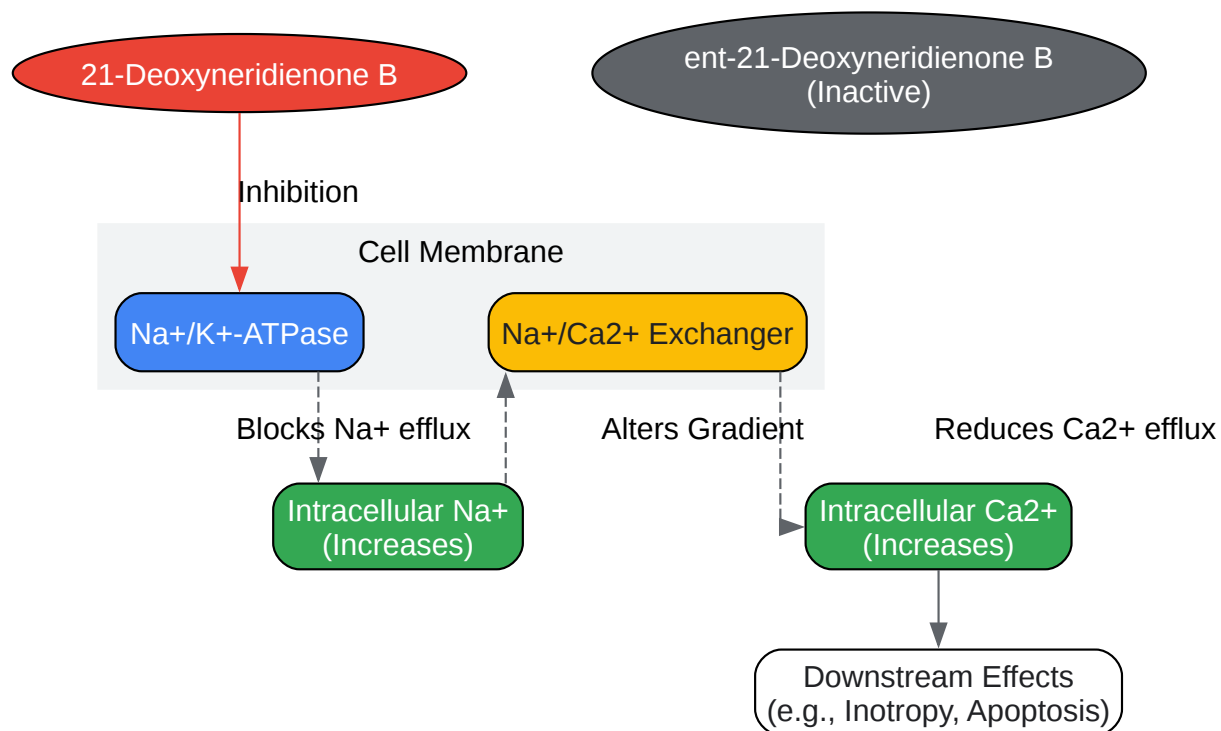 21-Deoxyneridienone B
ent-21-Deoxyneridienone B
(Inactive)
Inhibition
Cell Membrane
Na+/K+-ATPase
Na+/Ca2+ Exchanger
Blocks Na+ efflux
Alters Gradient
Reduces Ca2+ efflux
Intracellular Na+
(Increases)
Intracellular Ca2+
(Increases)
Downstream Effects
(e.g., Inotropy, Apoptosis)